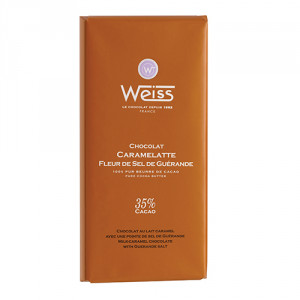 W
Weiss
LE CHOCOLAT DEPUIS 1882
FRANCE
CHOCOLAT
CARAMELATTE
FLEUR DE SEL DE GUÉRANDE
100% PUR BEURRE DE CACAO
PURE COCOA BUTTER
35%
CACAO
CHOCOLAT AU LAIT CARAMEL
AVEC UNE POINTE DE SEL DE GUÉRANDE
MILK-CARAMEL CHOCOLATE
WITH GUERANDE SALT